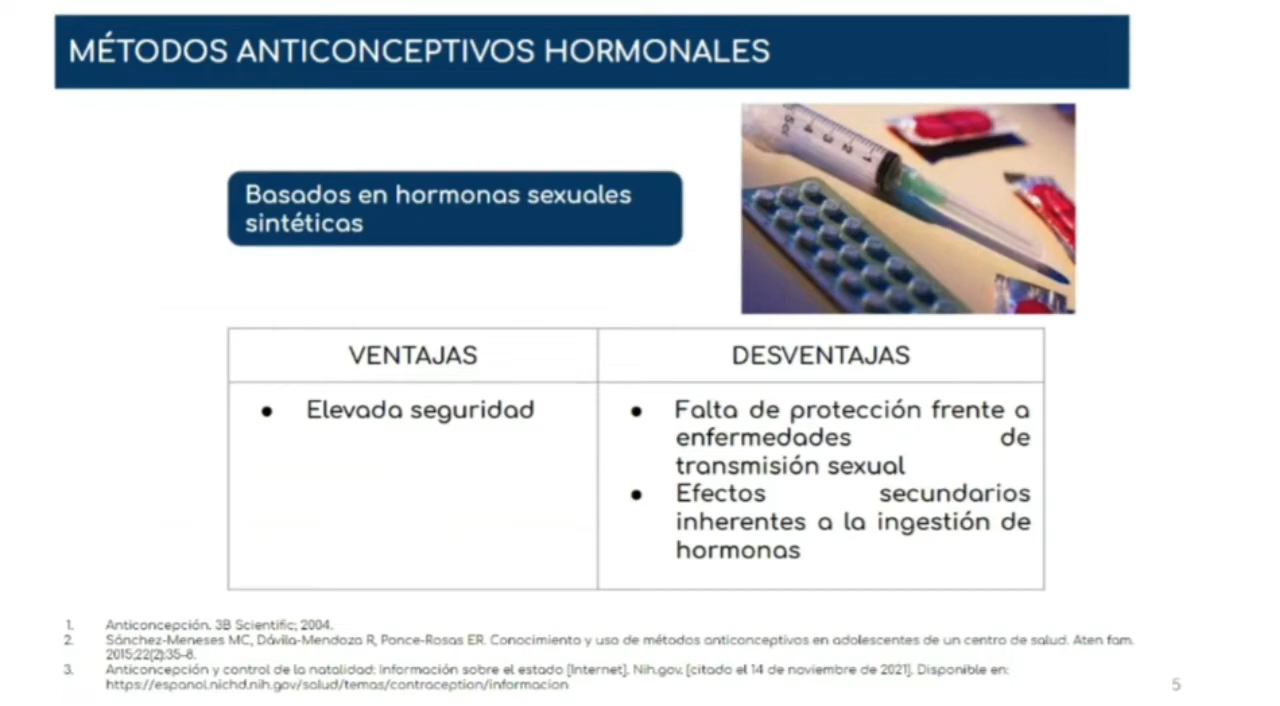 MÉTODOS ANTICONCEPTIVOS HORMONALES
Basados en hormonas sexuales
sintéticas
VENTAJAS
DESVENTAJAS
● Elevada seguridad
● Falta de protección frente a
enfermedades de
transmisión sexual
● Efectos secundarios
inherentes a la ingestión de
hormonas
1. Anticoncepción. 3B Scientific; 2004.
2. Sánchez-Meneses MC, Dávila-Mendoza R, Ponce-Rosas ER. Conocimiento y uso de métodos anticonceptivos en adolescentes de un centro de salud. Aten fam.
2015;22(2):35-8.
3. Anticoncepción y control de la natalidad: Información sobre el estado [Internet]. Nih.gov. [citado el 14 de noviembre de 2021]. Disponible en:
https://espanol.nichd.nih.gov/salud/temas/contraception/informacion
5